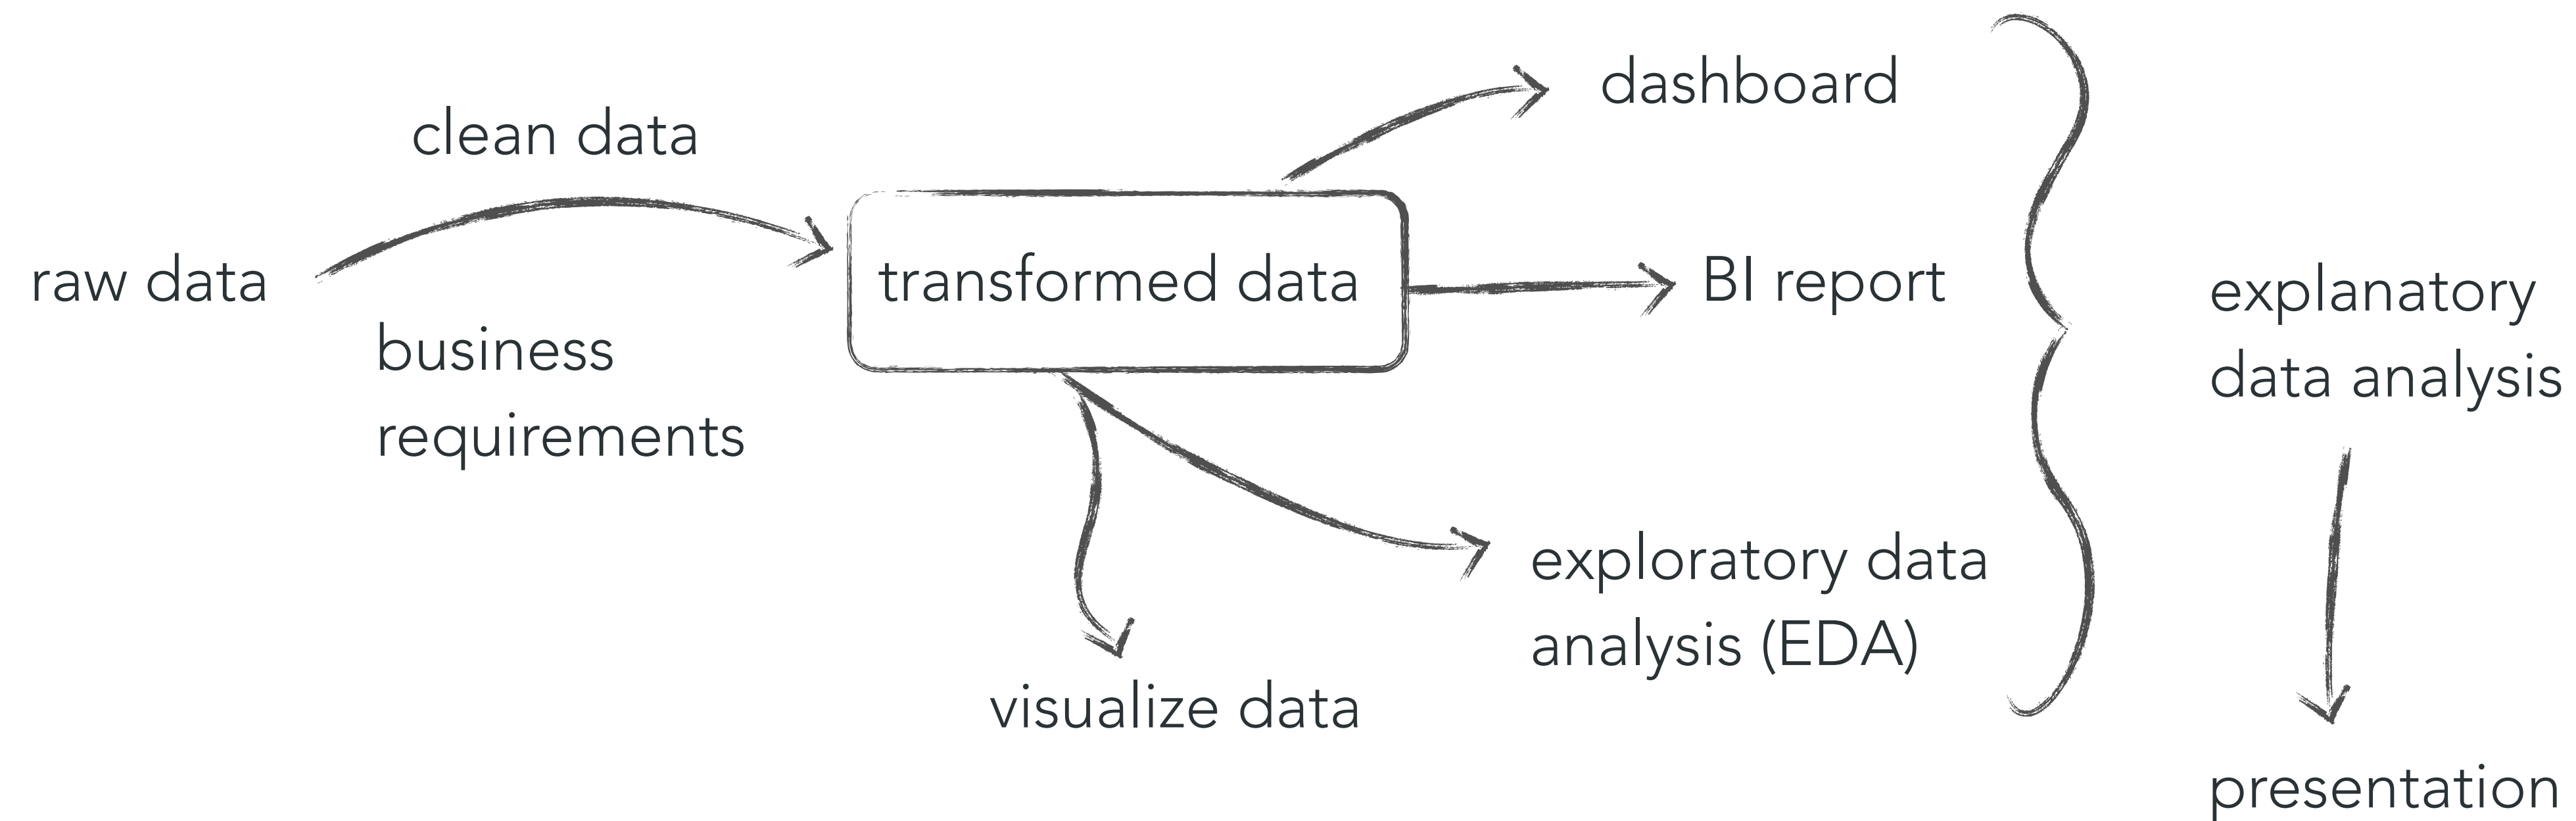 clean data
raw data
business
requirements
transformed data
dashboard
BI report
exploratory data
analysis (EDA)
visualize data
explanatory
data analysis
presentation